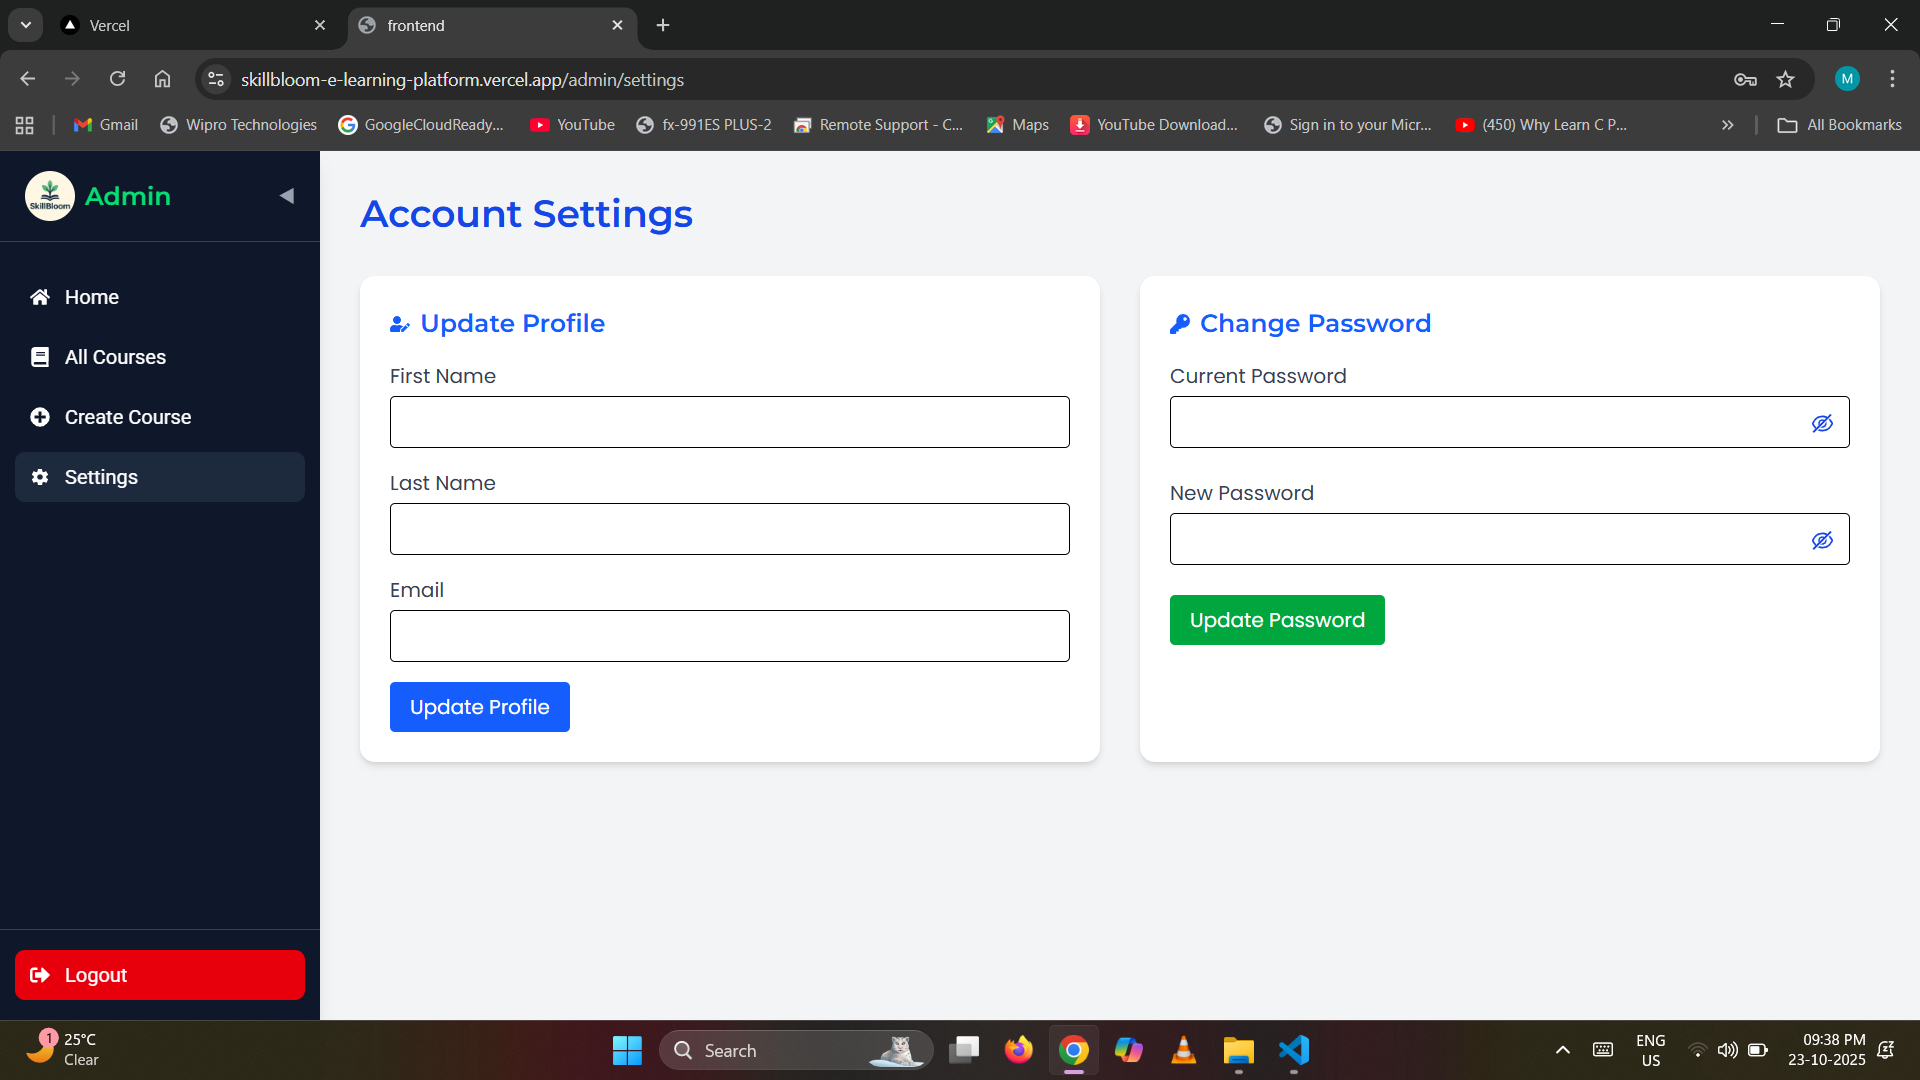 Vercel
frontend
skillbloom-e-learning-platform.vercel.app/admin/settings
M
Gmail
Wipro Technologies
GoogleCloudReady...
YouTube
fx-991ES PLUS-2
Remote Support - C...
Maps
YouTube Download...
Sign in to your Micr...
(450) Why Learn C P...
All Bookmarks
SkillBloom
Admin
Home
All Courses
Create Course
Settings
Logout
Account Settings
Update Profile
First Name
Last Name
Email
Update Profile
Change Password
Current Password
New Password
Update Password
1
25°C
Clear
Search
ENG
US
09:38 PM
23-10-2025